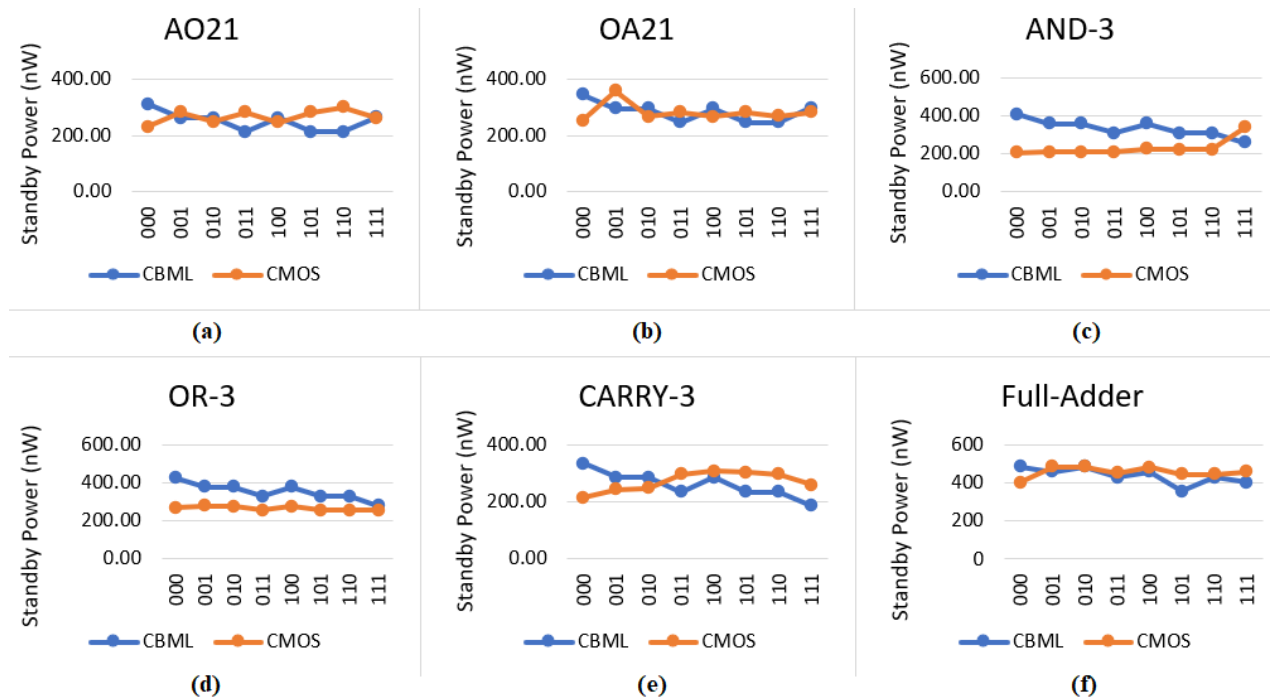 AO21
Standby Power (nW)
400.00
200.00
0.00
000
001
010
011
100
101
110
111
CBML CMOS
(a)
OA21
Standby Power (nW)
400.00
200.00
0.00
000
001
010
011
100
101
110
111
CBML CMOS
(b)
AND-3
Standby Power (nW)
600.00
400.00
200.00
0.00
000
001
010
011
100
101
110
111
CBML CMOS
(c)
OR-3
Standby Power (nW)
600.00
400.00
200.00
0.00
000
001
010
011
100
101
110
111
CBML CMOS
(d)
CARRY-3
Standby Power (nW)
400.00
200.00
0.00
000
001
010
011
100
101
110
111
CBML CMOS
(e)
Full-Adder
Standby Power (nW)
600
400
200
0
000
001
010
011
100
101
110
111
CBML CMOS
(f)